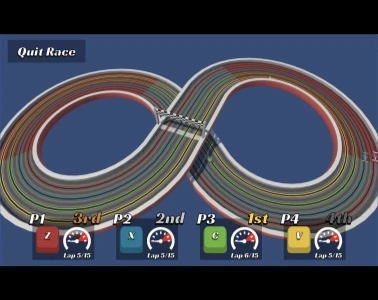 Quit Race
P1 3rd P2 2nd P3 1st P4 4th
Z X C V
Lap 5/15 Lap 5/15 Lap 6/15 Lap 5/15